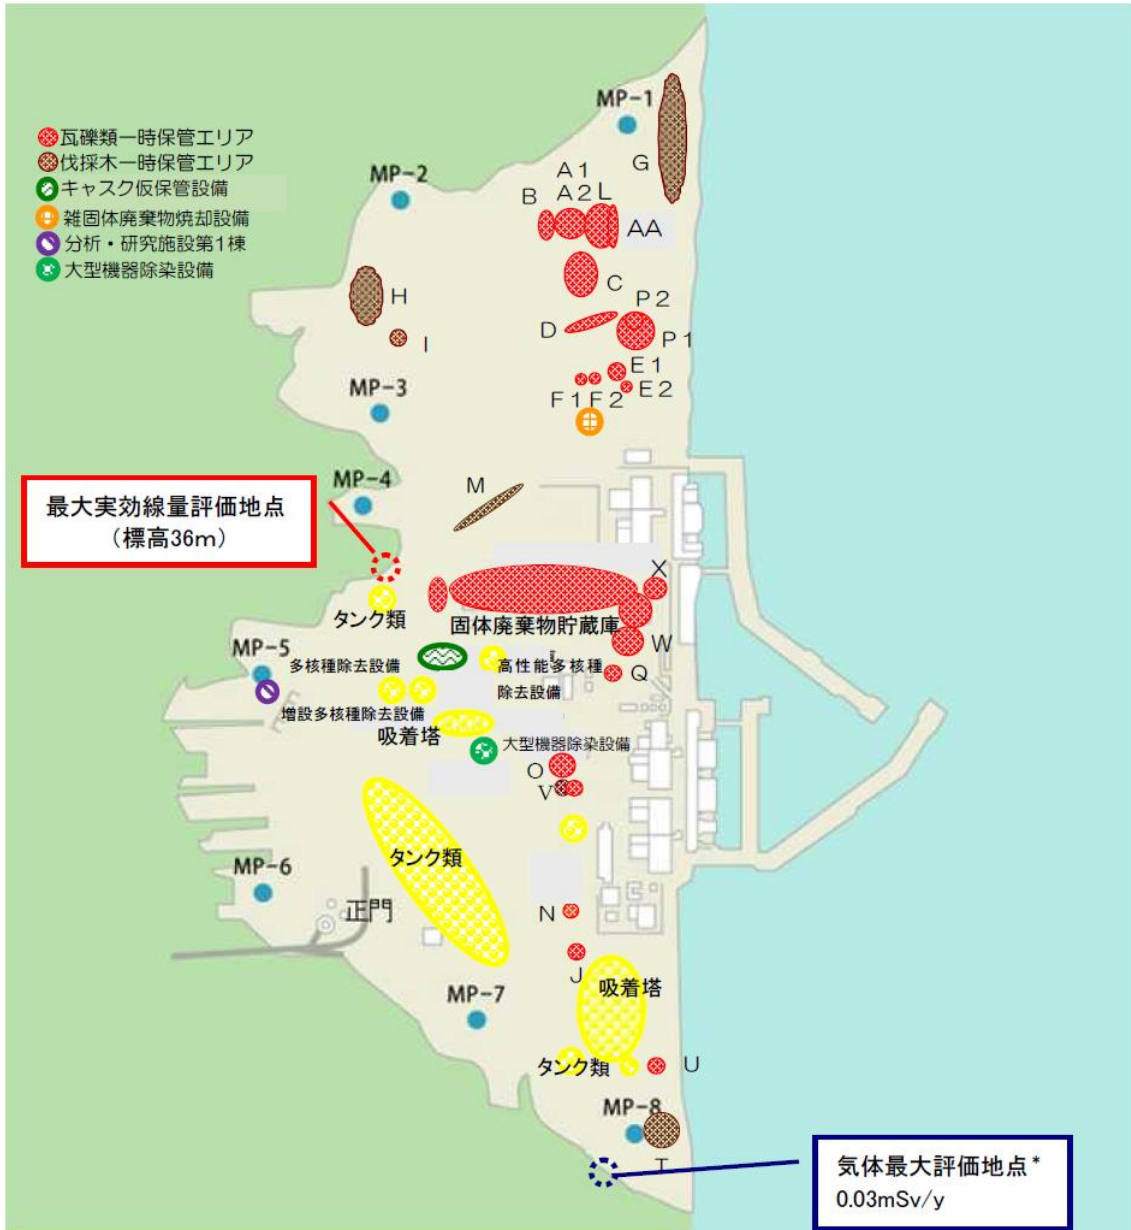 MP-1
瓦礫類一時保管エリア
伐採木一時保管エリア
キャスク仮保管設備
雑固体廃棄物焼却設備
分析・研究施設第1棟
大型機器除染設備
MP-2
G
A1
B A2 L
AA
C
H
P2
D
P1
I
E1
MP-3
E2
F1 F2
MP-4
M
最大実効線量評価地点
(標高36m)
X
タンク類
固体廃棄物貯蔵庫
W
MP-5
多核種除去設備
高性能多核種
除去設備
Q
増設多核種除去設備
吸着塔
大型機器除染設備
O
V
タンク類
MP-6
正門
N
J
吸着塔
MP-7
タンク類
U
MP-8
T
気体最大評価地点*
0.03mSv/y